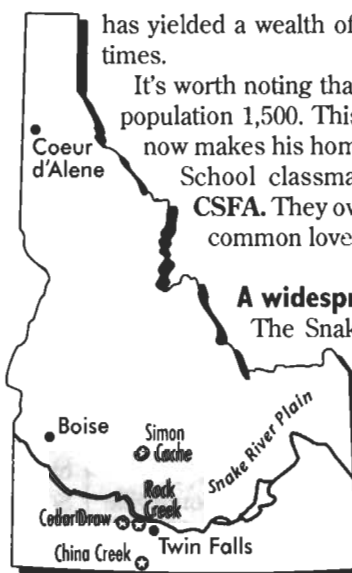 has yielded a wealth of
times.
It's worth noting tha
population 1,500. This
now makes his hom
School classma
CSFA. They ov
common love
A widespr
The Snak
Coeur
d'Alene
Snake River Plain
Boise
Simon
Cache
Rock
Creek
Cedar Draw
Twin Falls
China Creek